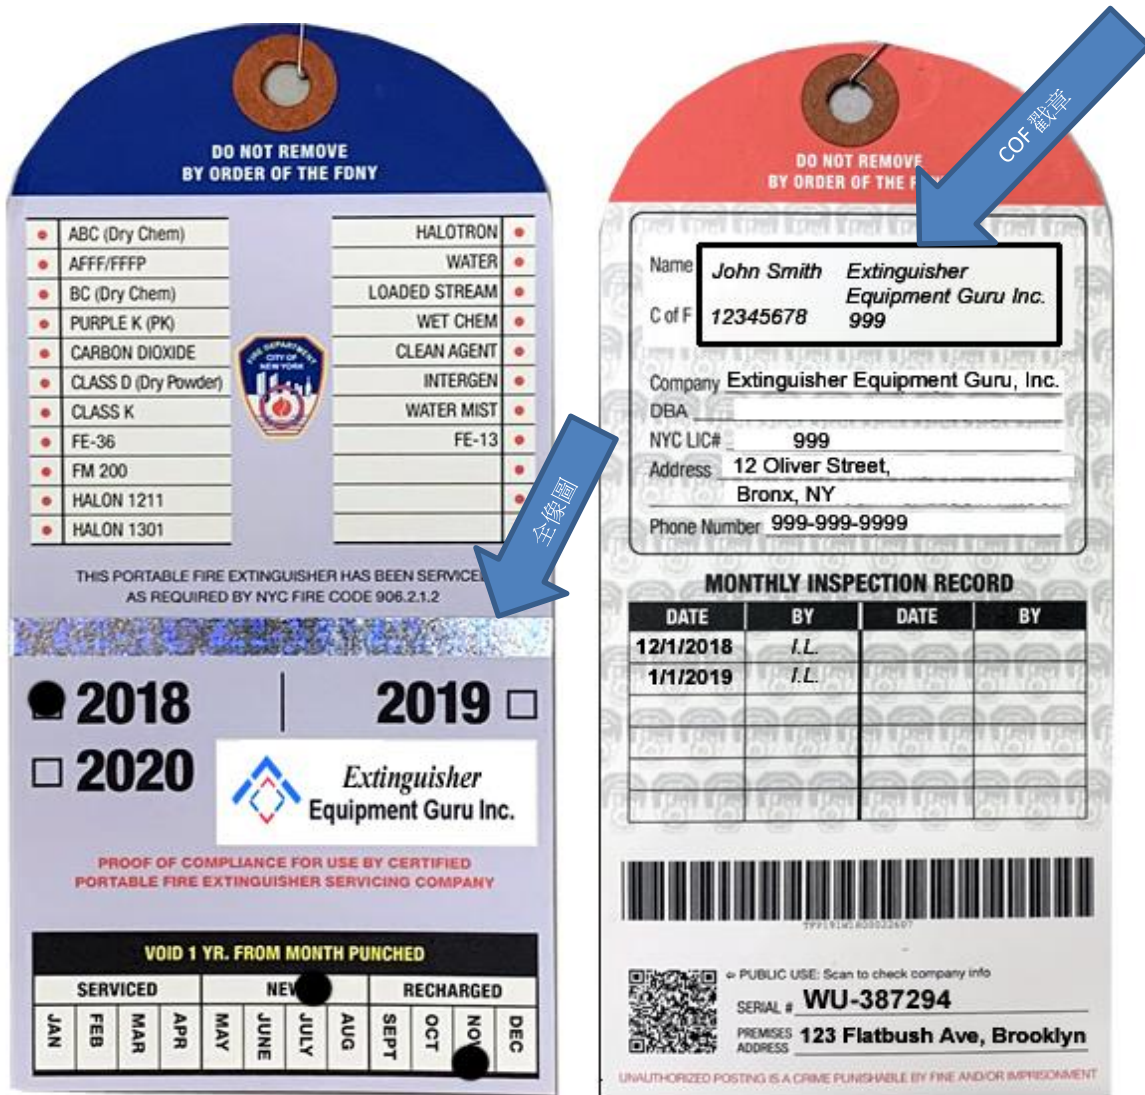 DO NOT REMOVE
BY ORDER OF THE FDNY
ABC (Dry Chem)
AFFF/FFFP
BC (Dry Chem)
PURPLE K (PK)
CARBON DIOXIDE
CLASS D (Dry Powder)
CLASS K
FE-36
FM 200
HALON 1211
HALON 1301
HALOTRON
WATER
LOADED STREAM
WET CHEM
CLEAN AGENT
INTERGEN
WATER MIST
FE-13
FIRE DEPARTMENT
CITY OF
NEW YORK
全像圖
THIS PORTABLE FIRE EXTINGUISHER HAS BEEN SERVICE
AS REQUIRED BY NYC FIRE CODE 906.2.1.2
2018 2019
2020
Extinguisher
Equipment Guru Inc.
PROOF OF COMPLIANCE FOR USE BY CERTIFIED
PORTABLE FIRE EXTINGUISHER SERVICING COMPANY
VOID 1 YR. FROM MONTH PUNCHED
SERVICED NEW RECHARGED
JAN FEB MAR APR MAY JUNE JULY AUG SEPT OCT NOV DEC
COF 戳章
DO NOT REMOVE
BY ORDER OF THE F
Name John Smith Extinguisher
Equipment Guru Inc.
C of F 12345678 999
Company Extinguisher Equipment Guru, Inc.
DBA
NYC LIC# 999
Address 12 Oliver Street,
Bronx, NY
Phone Number 999-999-9999
MONTHLY INSPECTION RECORD
DATE BY DATE BY
12/1/2018 I.L.
1/1/2019 I.L.
PUBLIC USE: Scan to check company info
SERIAL # WU-387294
PREMISES ADDRESS 123 Flatbush Ave, Brooklyn
UNAUTHORIZED POSTING IS A CRIME PUNISHABLE BY FINE AND/OR IMPRISONMENT